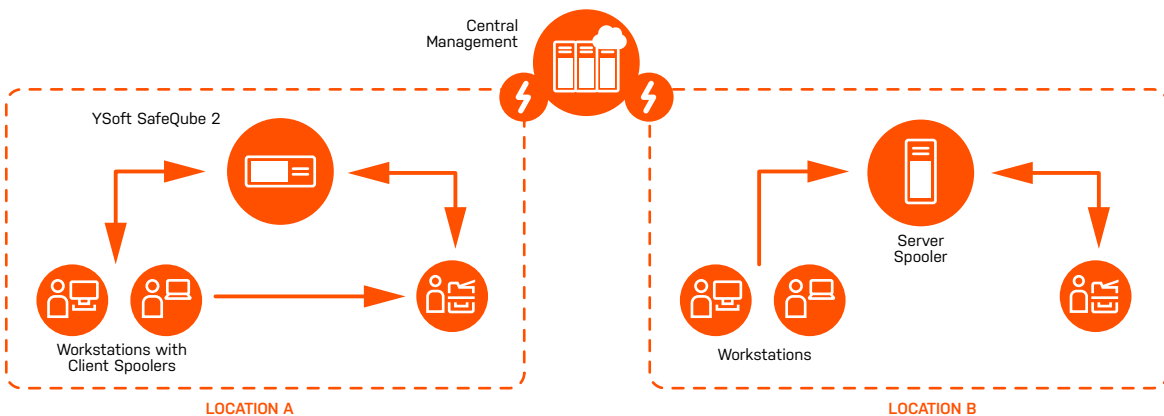 Central
Management
YSoft SafeQube 2
Workstations with
Client Spoolers
LOCATION A
Server
Spooler
Workstations
LOCATION B